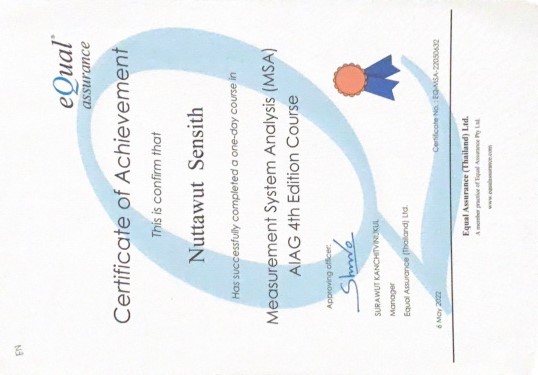 EN
eQual®
assurance
Certificate of Achievement
This is confirm that
Nuttawut Sensith
Has successfully completed a one-day course in
Measurement System Analysis (MSA)
AIAG 4th Edition Course
Approving officer:
SURAWUT KANCHITVINUKUL
Manager
Equal Assurance (Thailand) Ltd.
6 May 2022
Certificate No. : EQ-MSA-22050632
Equal Assurance (Thailand) Ltd.
A member practice of Equal Assurance Pty Ltd.
www.equalassurance.com